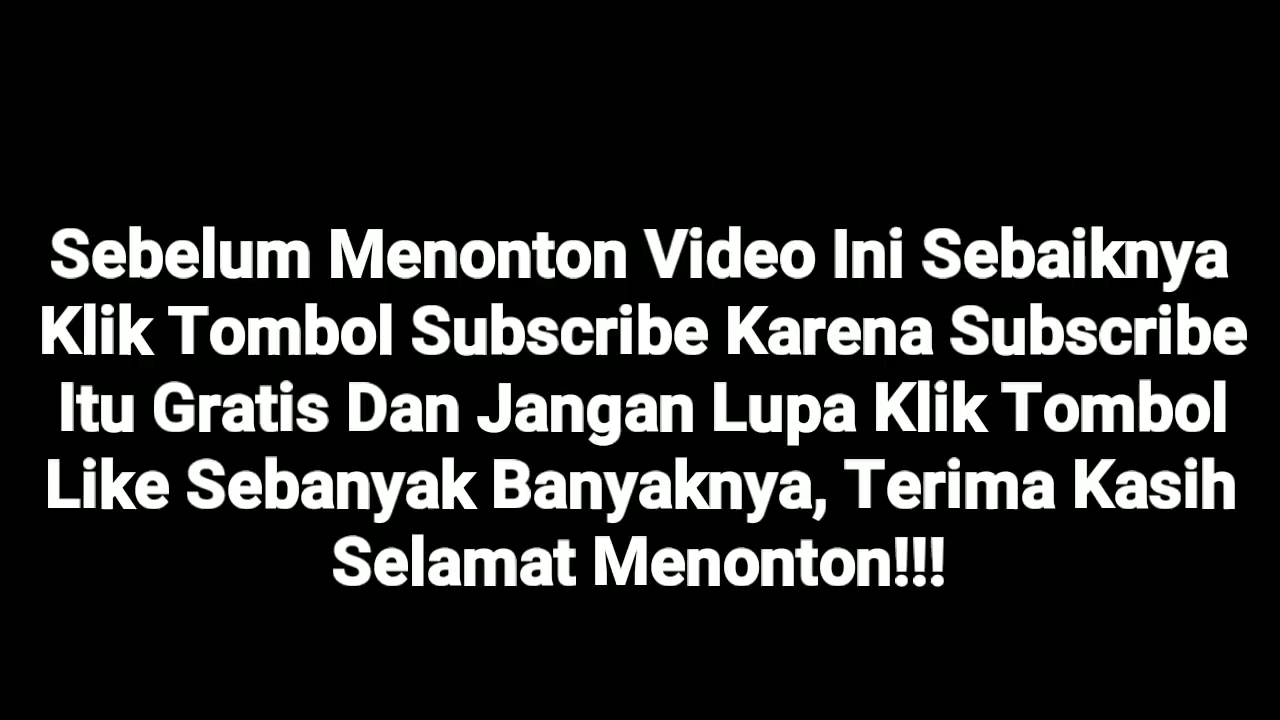 Sebelum Menonton Video Ini Sebaiknya
Klik Tombol Subscribe Karena Subscribe
Itu Gratis Dan Jangan Lupa Klik Tombol
Like Sebanyak Banyaknya, Terima Kasih
Selamat Menonton!!!